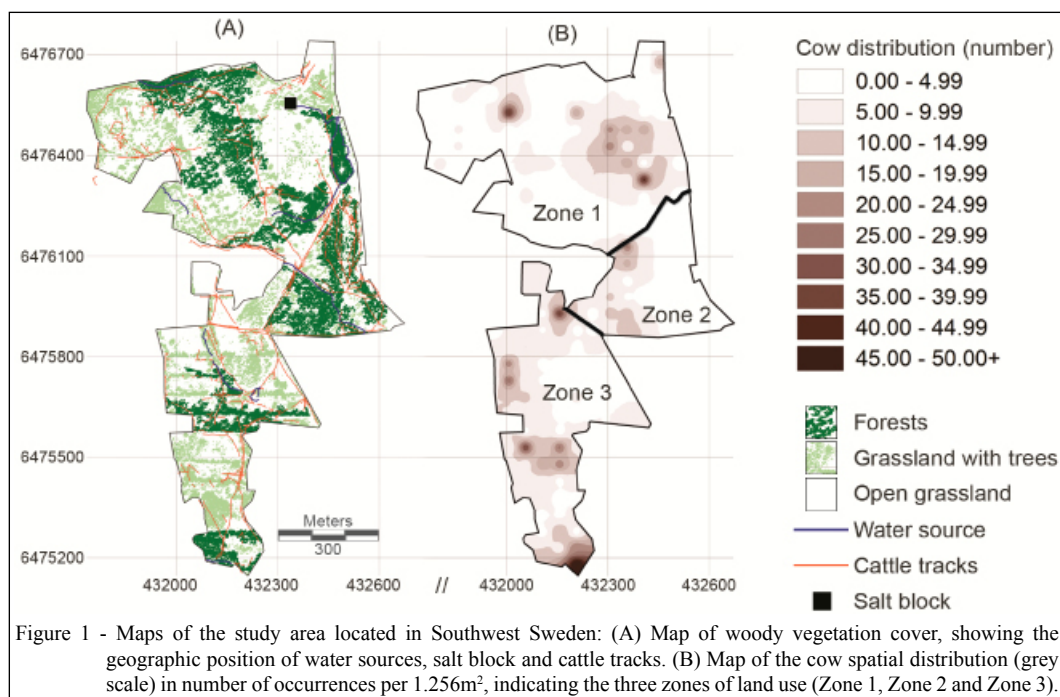 (A)
(B)
6476700
6476400
6476100
6475800
6475500
6475200
432000
432300
432600
//
432000
432300
432600
Zone 1
Zone 2
Zone 3
Meters
300
Cow distribution (number)
0.00 - 4.99
5.00 - 9.99
10.00 - 14.99
15.00 - 19.99
20.00 - 24.99
25.00 - 29.99
30.00 - 34.99
35.00 - 39.99
40.00 - 44.99
45.00 - 50.00+
Forests
Grassland with trees
Open grassland
Water source
Cattle tracks
Salt block
Figure 1 - Maps of the study area located in Southwest Sweden: (A) Map of woody vegetation cover, showing the
geographic position of water sources, salt block and cattle tracks. (B) Map of the cow spatial distribution (grey
scale) in number of occurrences per 1.256m², indicating the three zones of land use (Zone 1, Zone 2 and Zone 3).